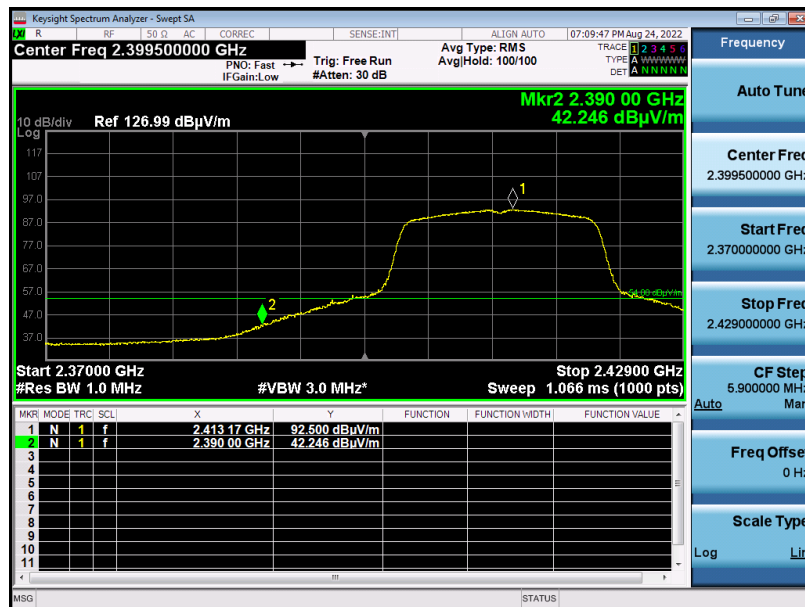 Keysight Spectrum Analyzer - Swept SA
LXI R RF 50 Ω AC CORREC SENSE:INT ALIGN AUTO 07:09:47 PM Aug 24, 2022
Center Freq 2.399500000 GHz
PNO: Fast
IFGain:Low
Trig: Free Run
#Atten: 30 dB
Avg Type: RMS
Avg|Hold: 100/100
TRACE 1 2 3 4 5 6
TYPE A WWWWW
DET A N N N N N
Mkr2 2.390 00 GHz
42.246 dBµV/m
10 dB/div Ref 126.99 dBµV/m
Log
117
107
97.0
87.0
77.0
67.0
57.0
47.0
37.0
1
2
54.00 dBµV/m
Start 2.37000 GHz Stop 2.42900 GHz
#Res BW 1.0 MHz #VBW 3.0 MHz* Sweep 1.066 ms (1000 pts)
MKR MODE TRC SCL X Y FUNCTION FUNCTION WIDTH FUNCTION VALUE
1 N 1 f 2.413 17 GHz 92.500 dBµV/m
2 N 1 f 2.390 00 GHz 42.246 dBµV/m
3
4
5
6
7
8
9
10
11
MSG STATUS
Frequency
Auto Tune
Center Freq
2.399500000 GHz
Start Freq
2.370000000 GHz
Stop Freq
2.429000000 GHz
CF Step
5.900000 MHz
Auto Man
Freq Offset
0 Hz
Scale Type
Log Lin